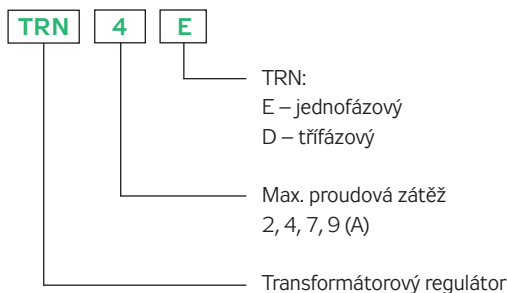 TRN 4 E
TRN:
E – jednofázový
D – třífázový
Max. proudová zátěž
2, 4, 7, 9 (A)
Transformátorový regulátor